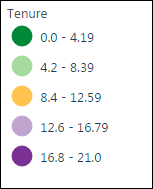 Tenure
0.0 - 4.19
4.2 - 8.39
8.4 - 12.59
12.6 - 16.79
16.8 - 21.0